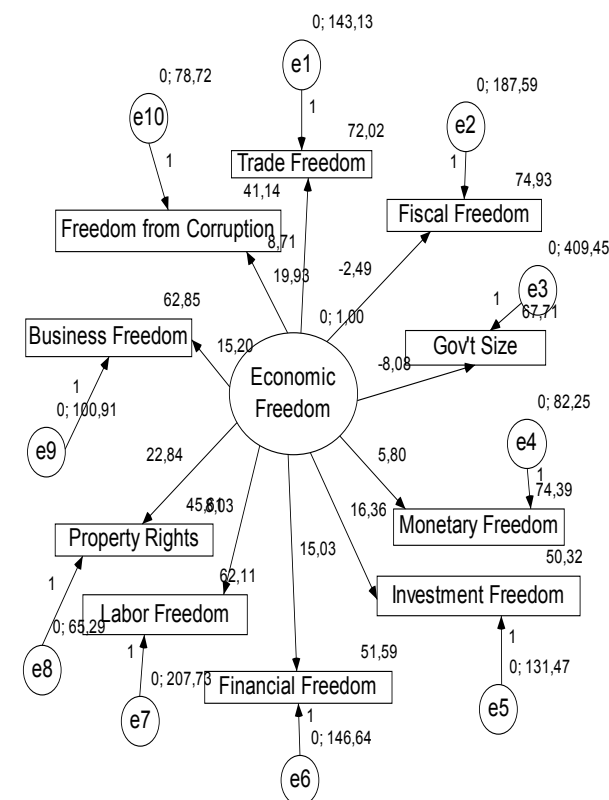 0; 143,13
e1
1
0; 78,72
e10
1
0; 187,59
e2
1
72,02
Trade Freedom
41,14
Freedom from Corruption
8,71
74,93
Fiscal Freedom
19,93
-2,49
0; 409,45
e3
1
67,71
Gov't Size
62,85
Business Freedom
15,20
0; 1,00
Economic
Freedom
-8,08
1
0; 100,91
e9
0; 82,25
e4
1
74,39
Monetary Freedom
5,80
22,84
16,36
Property Rights
15,03
50,32
Investment Freedom
1
0; 131,47
e5
62,11
Labor Freedom
1
0; 65,29
e8
1
0; 207,73
e7
51,59
Financial Freedom
1
0; 146,64
e6